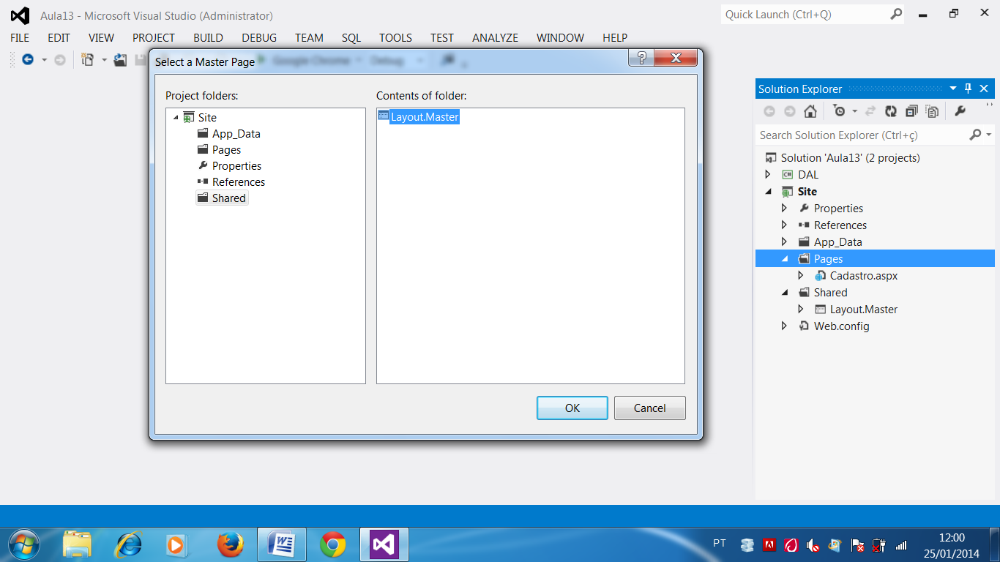 Aula13 - Microsoft Visual Studio (Administrator)
Quick Launch (Ctrl+Q)
FILE EDIT VIEW PROJECT BUILD DEBUG TEAM SQL TOOLS TEST ANALYZE WINDOW HELP
Google Chrome Debug
Select a Master Page
Project folders:
Site
App_Data
Pages
Properties
References
Shared
Contents of folder:
Layout.Master
OK Cancel
Solution Explorer
Search Solution Explorer (Ctrl+ç)
Solution 'Aula13' (2 projects)
DAL
Site
Properties
References
App_Data
Pages
Cadastro.aspx
Shared
Layout.Master
Web.config
PT
12:00
25/01/2014